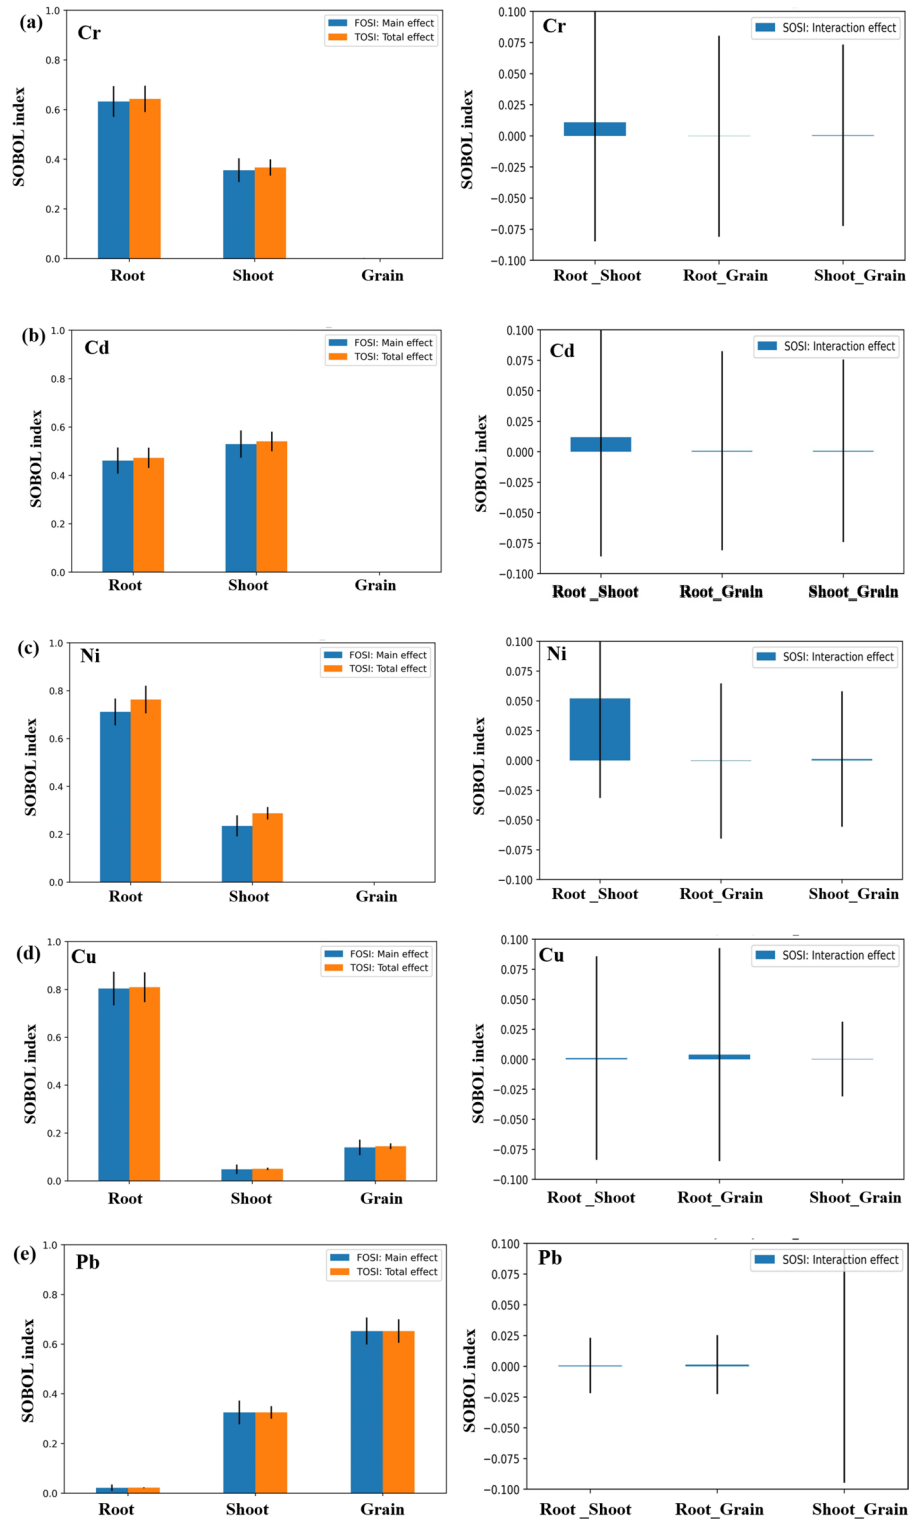 (a)
Cr
FOSI: Main effect
TOSI: Total effect
SOBOL index
1.0
0.8
0.6
0.4
0.2
0.0
Root Shoot Grain
Cr
SOSI: Interaction effect
SOBOL index
0.100
0.075
0.050
0.025
0.000
−0.025
−0.050
−0.075
−0.100
Root _Shoot Root_Grain Shoot_Grain
(b)
Cd
FOSI: Main effect
TOSI: Total effect
SOBOL index
1.0
0.8
0.6
0.4
0.2
0.0
Root Shoot Grain
Cd
SOSI: Interaction effect
SOBOL index
0.100
0.075
0.050
0.025
0.000
−0.025
−0.050
−0.075
−0.100
Root _Shoot Root_Grain Shoot_Grain
(c)
Ni
FOSI: Main effect
TOSI: Total effect
SOBOL index
1.0
0.8
0.6
0.4
0.2
0.0
Root Shoot Grain
Ni
SOSI: Interaction effect
SOBOL index
0.100
0.075
0.050
0.025
0.000
−0.025
−0.050
−0.075
−0.100
Root _Shoot Root_Grain Shoot_Grain
(d)
Cu
FOSI: Main effect
TOSI: Total effect
SOBOL index
1.0
0.8
0.6
0.4
0.2
0.0
Root Shoot Grain
Cu
SOSI: Interaction effect
SOBOL index
0.100
0.075
0.050
0.025
0.000
−0.025
−0.050
−0.075
−0.100
Root _Shoot Root_Grain Shoot_Grain
(e)
Pb
FOSI: Main effect
TOSI: Total effect
SOBOL index
1.0
0.8
0.6
0.4
0.2
0.0
Root Shoot Grain
Pb
SOSI: Interaction effect
SOBOL index
0.100
0.075
0.050
0.025
0.000
−0.025
−0.050
−0.075
−0.100
Root _Shoot Root_Grain Shoot_Grain